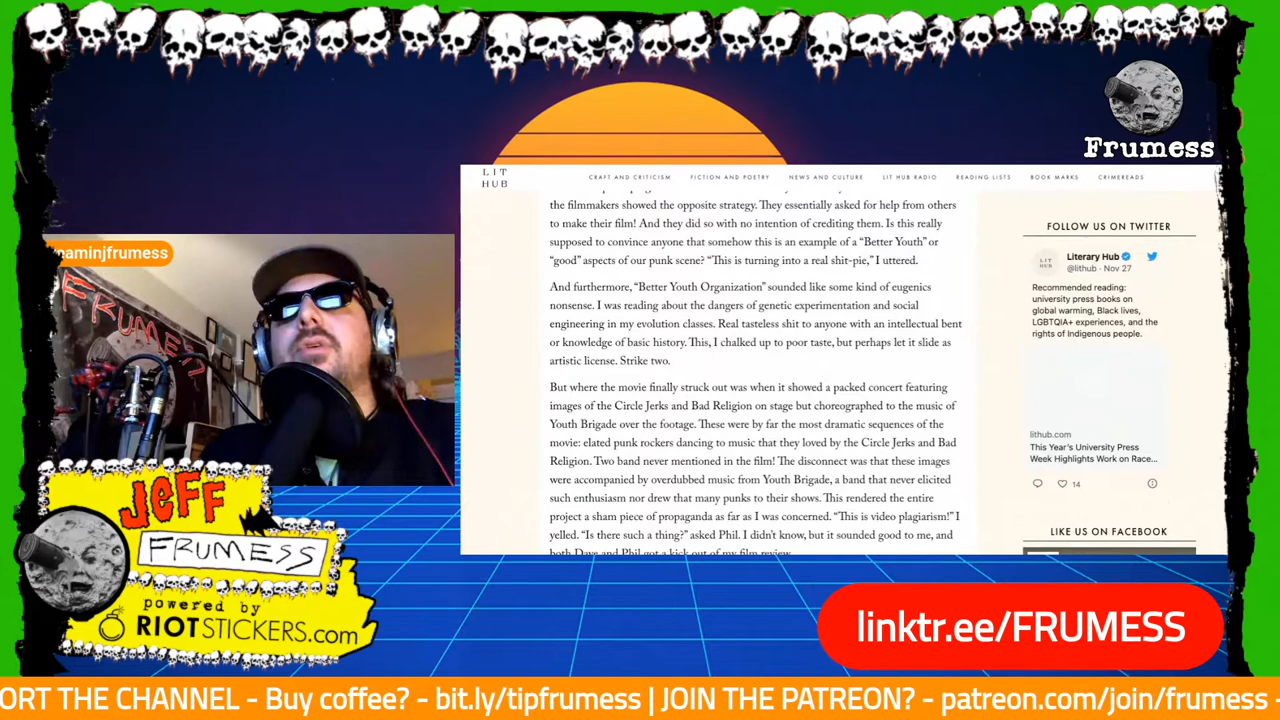 Frumess
LIT
HUB
CRAFT AND CRITICISM
FICTION AND POETRY
NEWS AND CULTURE
LIT HUB RADIO
READING LISTS
BOOK MARKS
CRIMEREADS
the filmmakers showed the opposite strategy. They essentially asked for help from others
to make their film! And they did so with no intention of crediting them. Is this really
supposed to convince anyone that somehow this is an example of a “Better Youth” or
“good” aspects of our punk scene? “This is turning into a real shit-pie,” I uttered.
And furthermore, “Better Youth Organization” sounded like some kind of eugenics
nonsense. I was reading about the dangers of genetic experimentation and social
engineering in my evolution classes. Real tasteless shit to anyone with an intellectual bent
or knowledge of basic history. This, I chalked up to poor taste, but perhaps let it slide as
artistic license. Strike two.
But where the movie finally struck out was when it showed a packed concert featuring
images of the Circle Jerks and Bad Religion on stage but choreographed to the music of
Youth Brigade over the footage. These were by far the most dramatic sequences of the
movie: elated punk rockers dancing to music that they loved by the Circle Jerks and Bad
Religion. Two band never mentioned in the film! The disconnect was that these images
were accompanied by overdubbed music from Youth Brigade, a band that never elicited
such enthusiasm nor drew that many punks to their shows. This rendered the entire
project a sham piece of propaganda as far as I was concerned. “This is video plagiarism!” I
yelled. “Is there such a thing?” asked Phil. I didn’t know, but it sounded good to me, and
both Dave and Phil got a kick out of my film review.
FOLLOW US ON TWITTER
LIT
HUB
Literary Hub
@lithub · Nov 27
Recommended reading:
university press books on
global warming, Black lives,
LGBTQIA+ experiences, and the
rights of Indigenous people.
lithub.com
This Year's University Press
Week Highlights Work on Race...
14
LIKE US ON FACEBOOK
eaminjfrumess
FRUMESS
JEFF
FRUMESS
powered by
RIOTSTICKERS.com
linktr.ee/FRUMESS
ORT THE CHANNEL - Buy coffee? - bit.ly/tipfrumess | JOIN THE PATREON? - patreon.com/join/frumess -